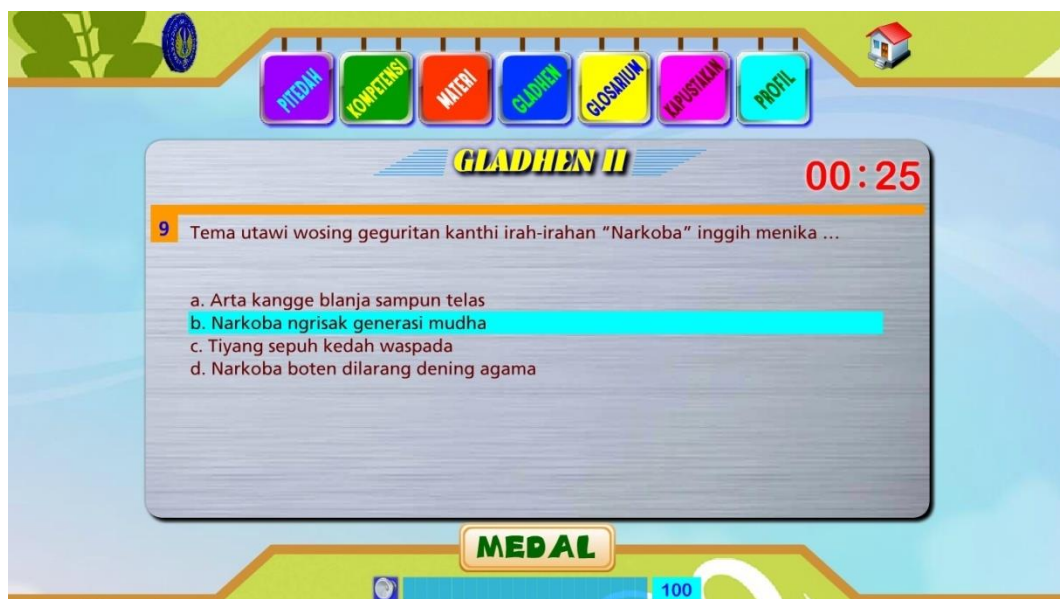 PITEDAH
KOMPETENSI
MATERI
GLADHEN
GLOSARIUM
KAPUSTAKAN
PROFIL
GLADHEN II
00:25
9 Tema utawi wosing geguritan kanthi irah-irahan “Narkoba” inggih menika ...
a. Arta kangge blanja sampun telas
b. Narkoba ngrisak generasi mudha
c. Tiyang sepuh kedah waspada
d. Narkoba boten dilarang dening agama
MEDAL
100